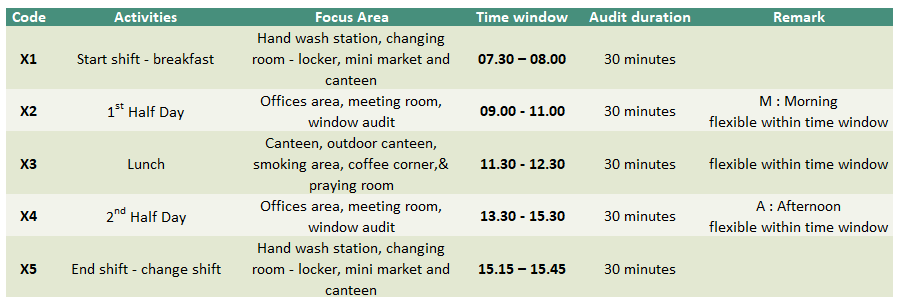 Code Activities Focus Area Time window Audit duration Remark
X1 Start shift - breakfast Hand wash station, changing room - locker, mini market and canteen 07.30 – 08.00 30 minutes
X2 1st Half Day Offices area, meeting room, window audit 09.00 - 11.00 30 minutes M : Morning flexible within time window
X3 Lunch Canteen, outdoor canteen, smoking area, coffee corner,& praying room 11.30 - 12.30 30 minutes flexible within time window
X4 2nd Half Day Offices area, meeting room, window audit 13.30 - 15.30 30 minutes A : Afternoon flexible within time window
X5 End shift - change shift Hand wash station, changing room - locker, mini market and canteen 15.15 – 15.45 30 minutes